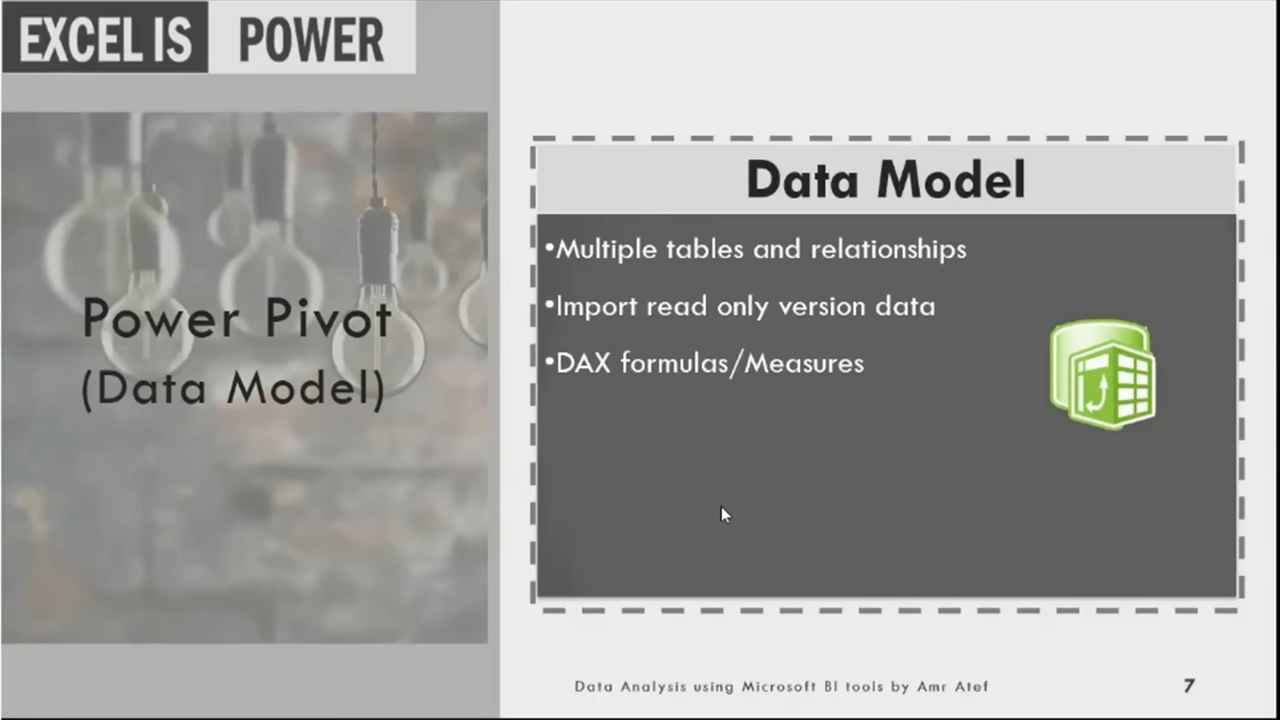 EXCEL IS POWER
Power Pivot
(Data Model)
Data Model
•Multiple tables and relationships
•Import read only version data
•DAX formulas/Measures
Data Analysis using Microsoft BI tools by Amr Atef
7